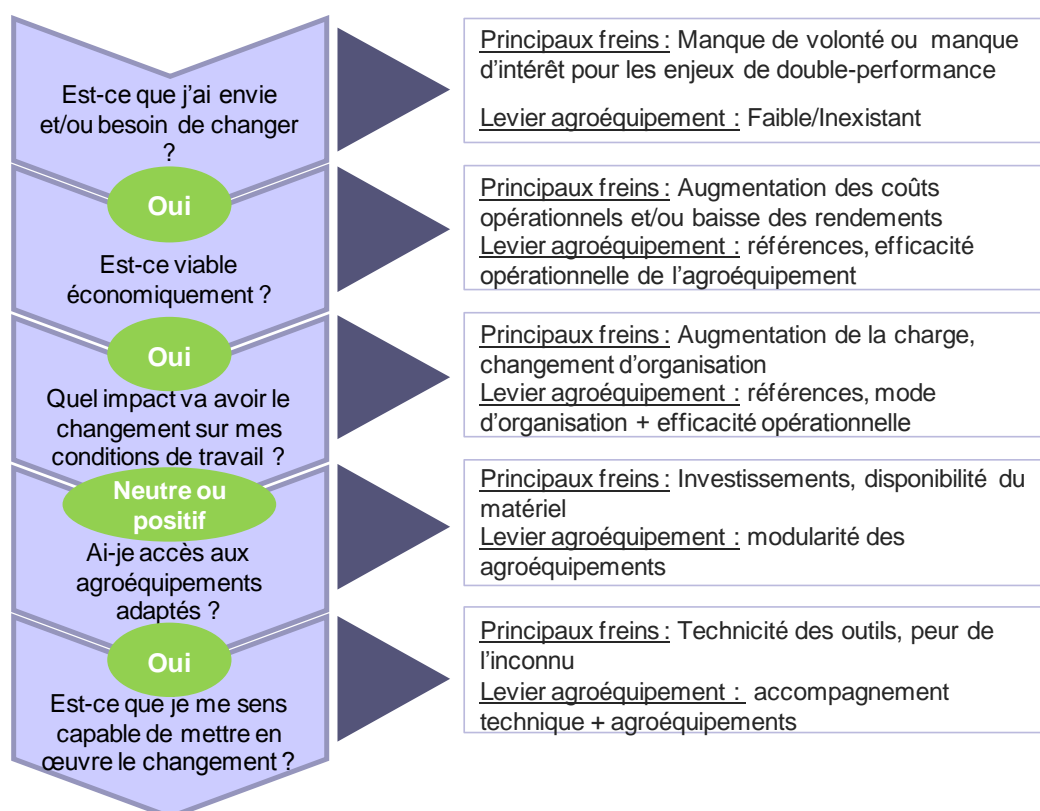 Est-ce que j'ai envie
et/ou besoin de changer
?
Principaux freins : Manque de volonté ou manque
d'intérêt pour les enjeux de double-performance
Levier agroéquipement : Faible/Inexistant
Oui
Est-ce viable
économiquement ?
Principaux freins : Augmentation des coûts
opérationnels et/ou baisse des rendements
Levier agroéquipement : références, efficacité
opérationnelle de l'agroéquipement
Oui
Quel impact va avoir le
changement sur mes
conditions de travail ?
Principaux freins : Augmentation de la charge,
changement d'organisation
Levier agroéquipement : références, mode
d'organisation + efficacité opérationnelle
Neutre ou
positif
Ai-je accès aux
agroéquipements
adaptés ?
Principaux freins : Investissements, disponibilité du
matériel
Levier agroéquipement : modularité des
agroéquipements
Oui
Est-ce que je me sens
capable de mettre en
œuvre le changement ?
Principaux freins : Technicité des outils, peur de
l'inconnu
Levier agroéquipement : accompagnement
technique + agroéquipements